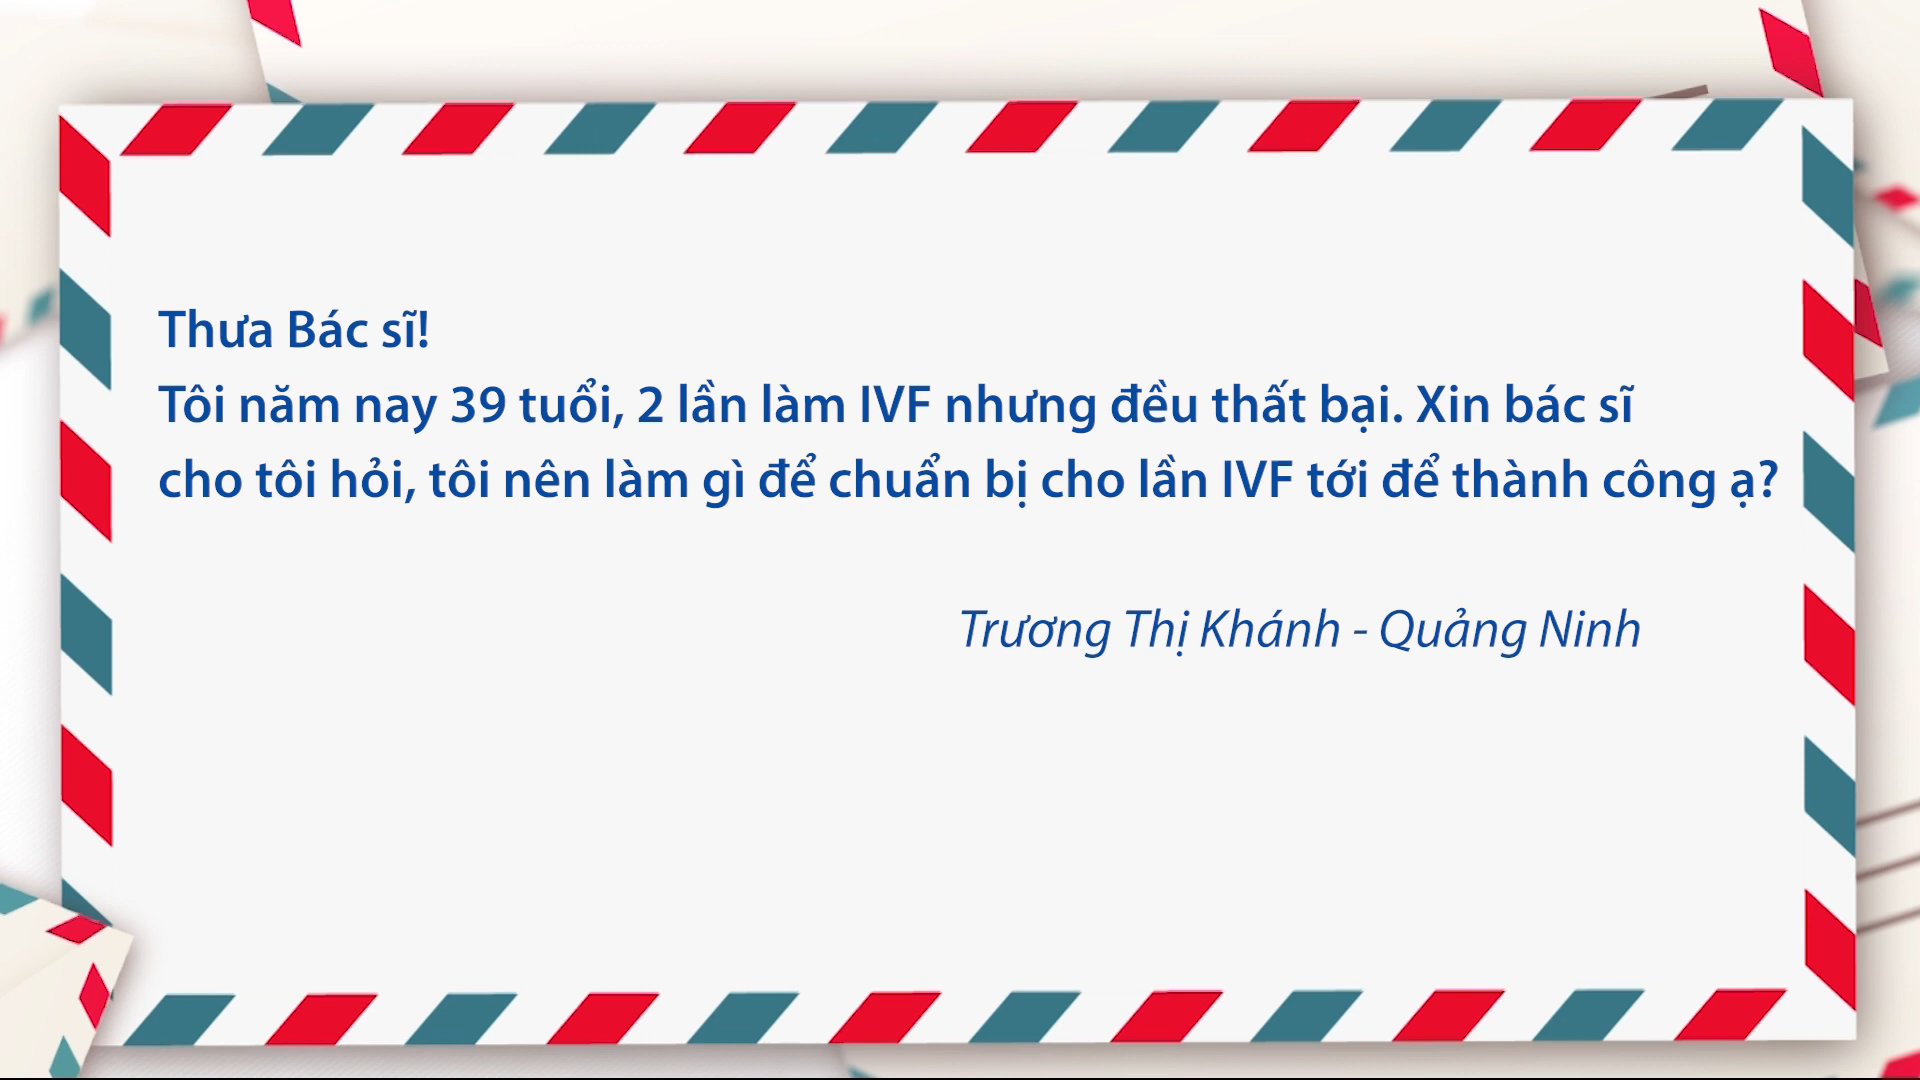 Thưa Bác sĩ!
Tôi năm nay 39 tuổi, 2 lần làm IVF nhưng đều thất bại. Xin bác sĩ
cho tôi hỏi, tôi nên làm gì để chuẩn bị cho lần IVF tới để thành công ạ?
Trương Thị Khánh - Quảng Ninh